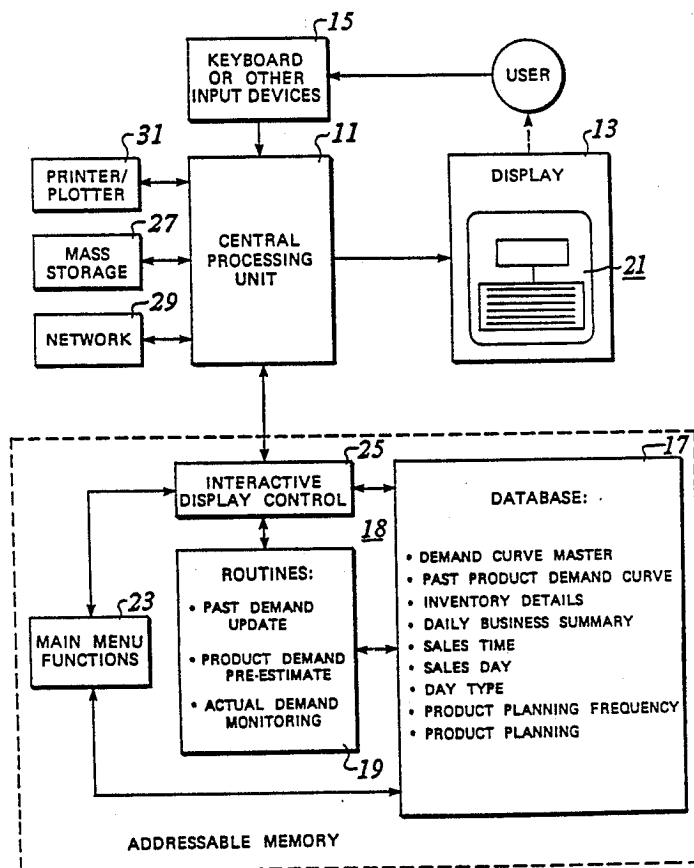 15
KEYBOARD
OR OTHER
INPUT DEVICES
USER
31
PRINTER/
PLOTTER
11
CENTRAL
PROCESSING
UNIT
13
DISPLAY
21
27
MASS
STORAGE
29
NETWORK
25
INTERACTIVE
DISPLAY CONTROL
18
17
DATABASE:
• DEMAND CURVE MASTER
• PAST PRODUCT DEMAND CURVE
• INVENTORY DETAILS
• DAILY BUSINESS SUMMARY
• SALES TIME
• SALES DAY
• DAY TYPE
• PRODUCT PLANNING FREQUENCY
• PRODUCT PLANNING
ROUTINES:
• PAST DEMAND
UPDATE
• PRODUCT DEMAND
PRE-ESTIMATE
• ACTUAL DEMAND
MONITORING
19
23
MAIN MENU
FUNCTIONS
ADDRESSABLE MEMORY